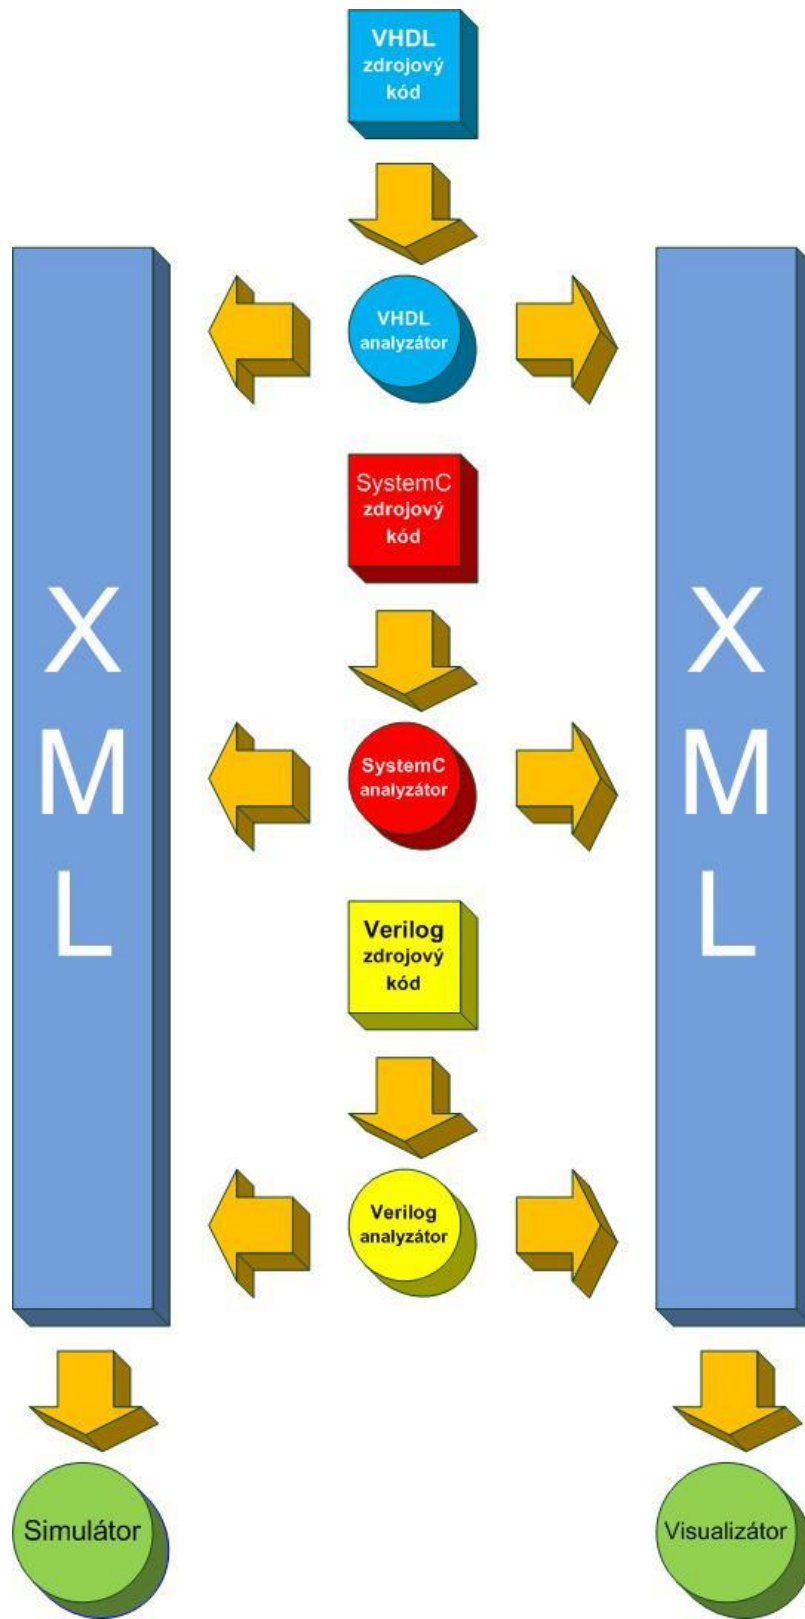 VHDL
zdrojový
kód
VHDL
analyzátor
SystemC
zdrojový
kód
X
M
L
X
M
L
SystemC
analyzátor
Verilog
zdrojový
kód
Verilog
analyzátor
Simulátor
Visualizátor